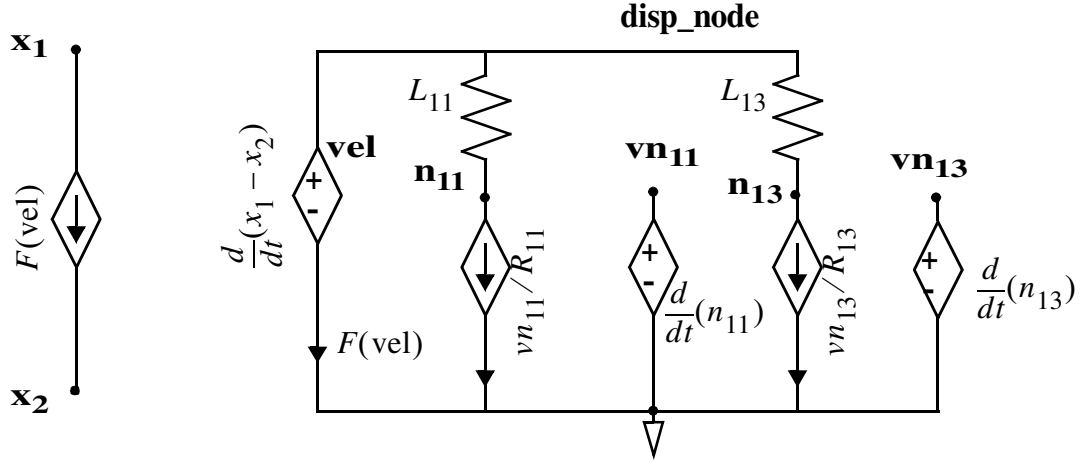 disp_node
x1
F(vel)
x2
d/dt(x1 − x2)
vel
+
-
F(vel)
L11
n11
vn11/R11
vn11
+
-
d/dt(n11)
L13
n13
vn13/R13
vn13
+
-
d/dt(n13)